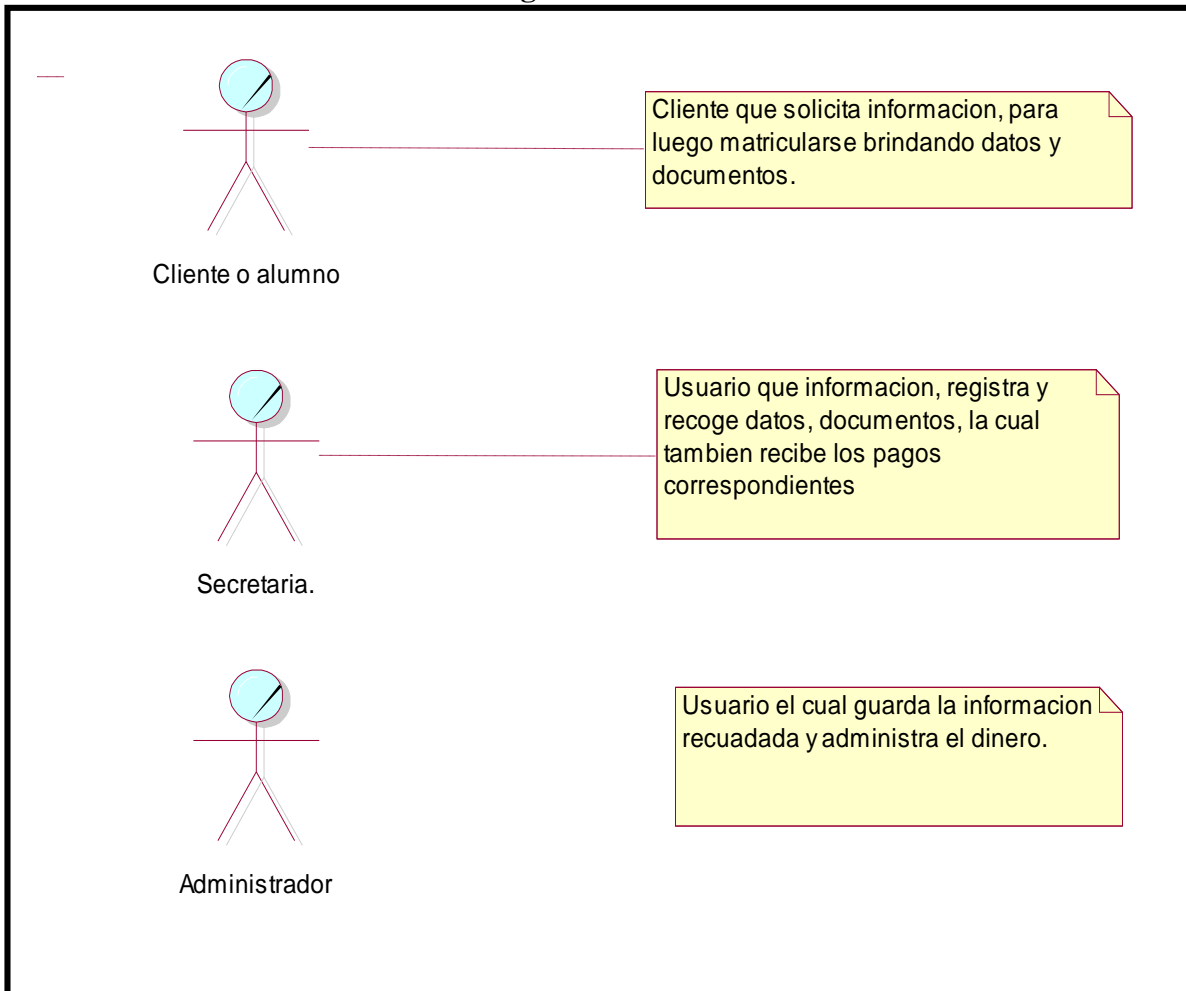 Cliente que solicita informacion, para
luego matricularse brindando datos y
documentos.
Cliente o alumno
Usuario que informacion, registra y
recoge datos, documentos, la cual
tambien recibe los pagos
correspondientes
Secretaria.
Usuario el cual guarda la informacion
recuadada y administra el dinero.
Administrador